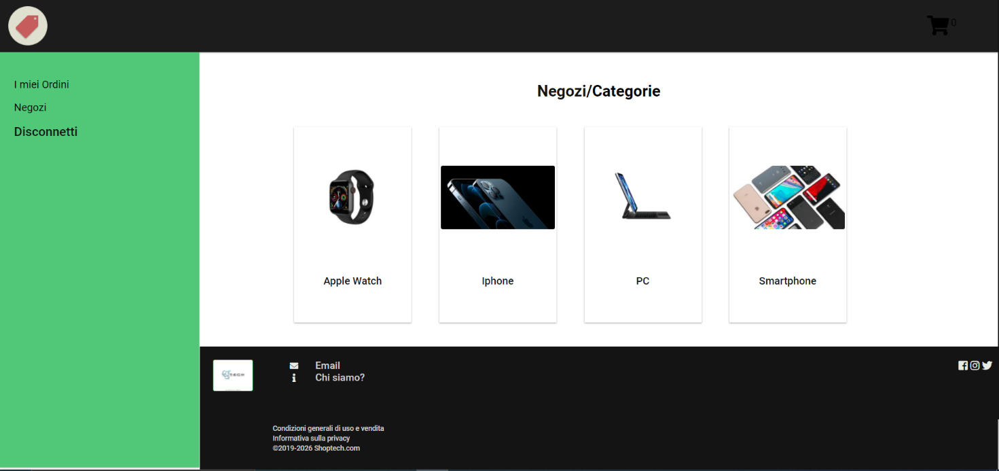 0
I miei Ordini
Negozi
Disconnetti
Negozi/Categorie
Apple Watch
Iphone
PC
Smartphone
TECH
Email
Chi siamo?
Condizioni generali di uso e vendita
Informativa sulla privacy
©2019-2026 Shoptech.com